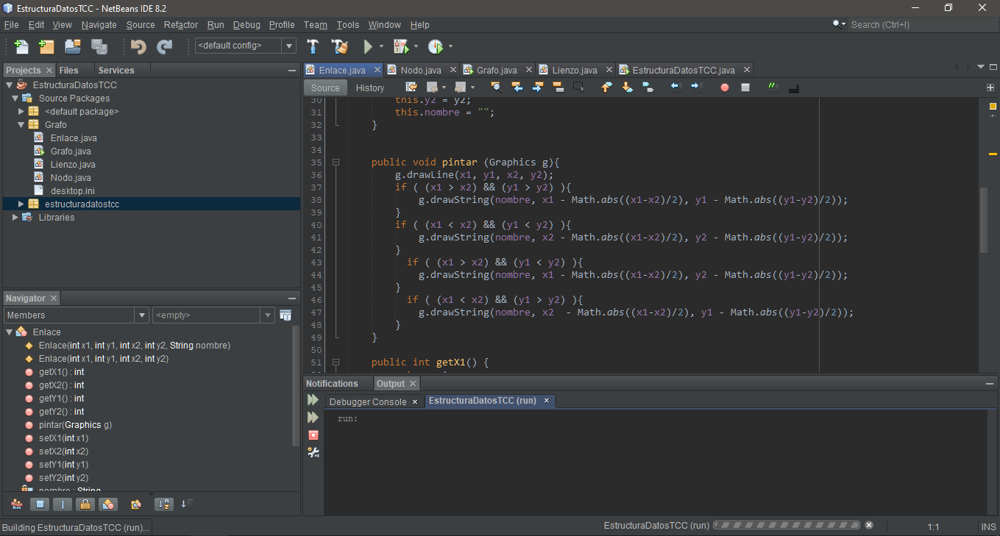 EstructuraDatosTCC - NetBeans IDE 8.2
File Edit View Navigate Source Refactor Run Debug Profile Team Tools Window Help
Search (Ctrl+I)
<default config>
Projects Files Services
EstructuraDatosTCC
Source Packages
<default package>
Grafo
Enlace.java
Grafo.java
Lienzo.java
Nodo.java
desktop.ini
estructuradatostcc
Libraries
Navigator
Members <empty>
Enlace
Enlace(int x1, int y1, int x2, int y2, String nombre)
Enlace(int x1, int y1, int x2, int y2)
getX1() : int
getX2() : int
getY1() : int
getY2() : int
pintar(Graphics g)
setX1(int x1)
setX2(int x2)
setY1(int y1)
setY2(int y2)
nombre : String
Enlace.java Nodo.java Grafo.java Lienzo.java EstructuraDatosTCC.java
Source History
30 this.y2 = y2;
31 this.nombre = "";
32 }
33
34
35 public void pintar (Graphics g){
36 g.drawLine(x1, y1, x2, y2);
37 if ( (x1 > x2) && (y1 > y2) ){
38 g.drawString(nombre, x1 - Math.abs((x1-x2)/2), y1 - Math.abs((y1-y2)/2));
39 }
40 if ( (x1 < x2) && (y1 < y2) ){
41 g.drawString(nombre, x2 - Math.abs((x1-x2)/2), y2 - Math.abs((y1-y2)/2));
42 }
43 if ( (x1 > x2) && (y1 < y2) ){
44 g.drawString(nombre, x1 - Math.abs((x1-x2)/2), y2 - Math.abs((y1-y2)/2));
45 }
46 if ( (x1 < x2) && (y1 > y2) ){
47 g.drawString(nombre, x2  - Math.abs((x1-x2)/2), y1 - Math.abs((y1-y2)/2));
48 }
49 }
50
51 public int getX1() {
Notifications Output
Debugger Console EstructuraDatosTCC (run)
run:
Building EstructuraDatosTCC (run)...
EstructuraDatosTCC (run)
1:1 INS